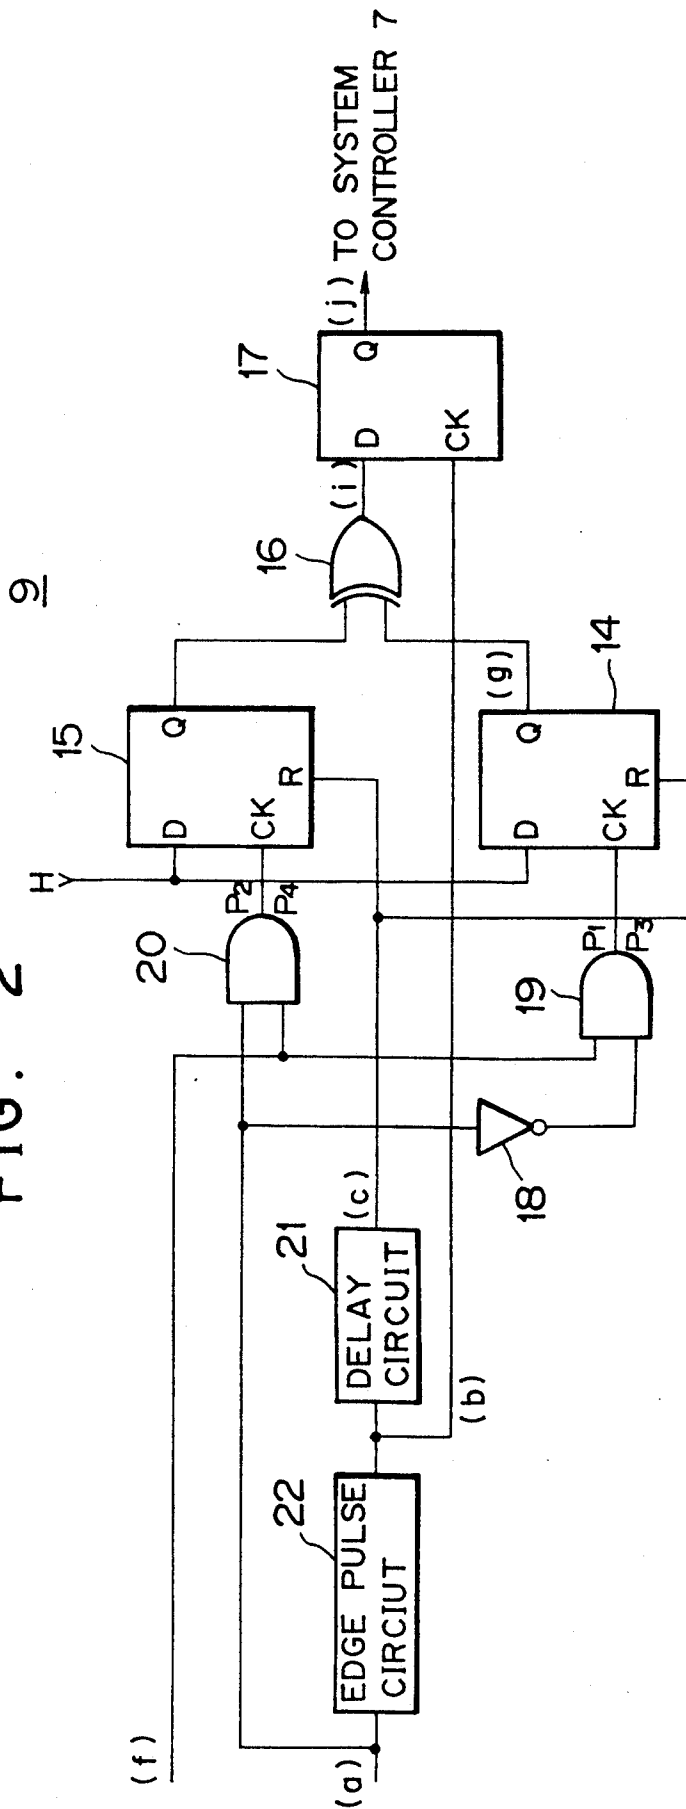 FIG. 2
9
(f)
(a)
EDGE PULSE
CIRCIUT
22
(b)
DELAY
CIRCUIT
21
(c)
18
19
20
P1
P3
P2
P4
H
15
D
CK
R
Q
14
D
CK
R
Q
(g)
16
(i)
17
D
CK
Q
(j)
TO SYSTEM
CONTROLLER 7